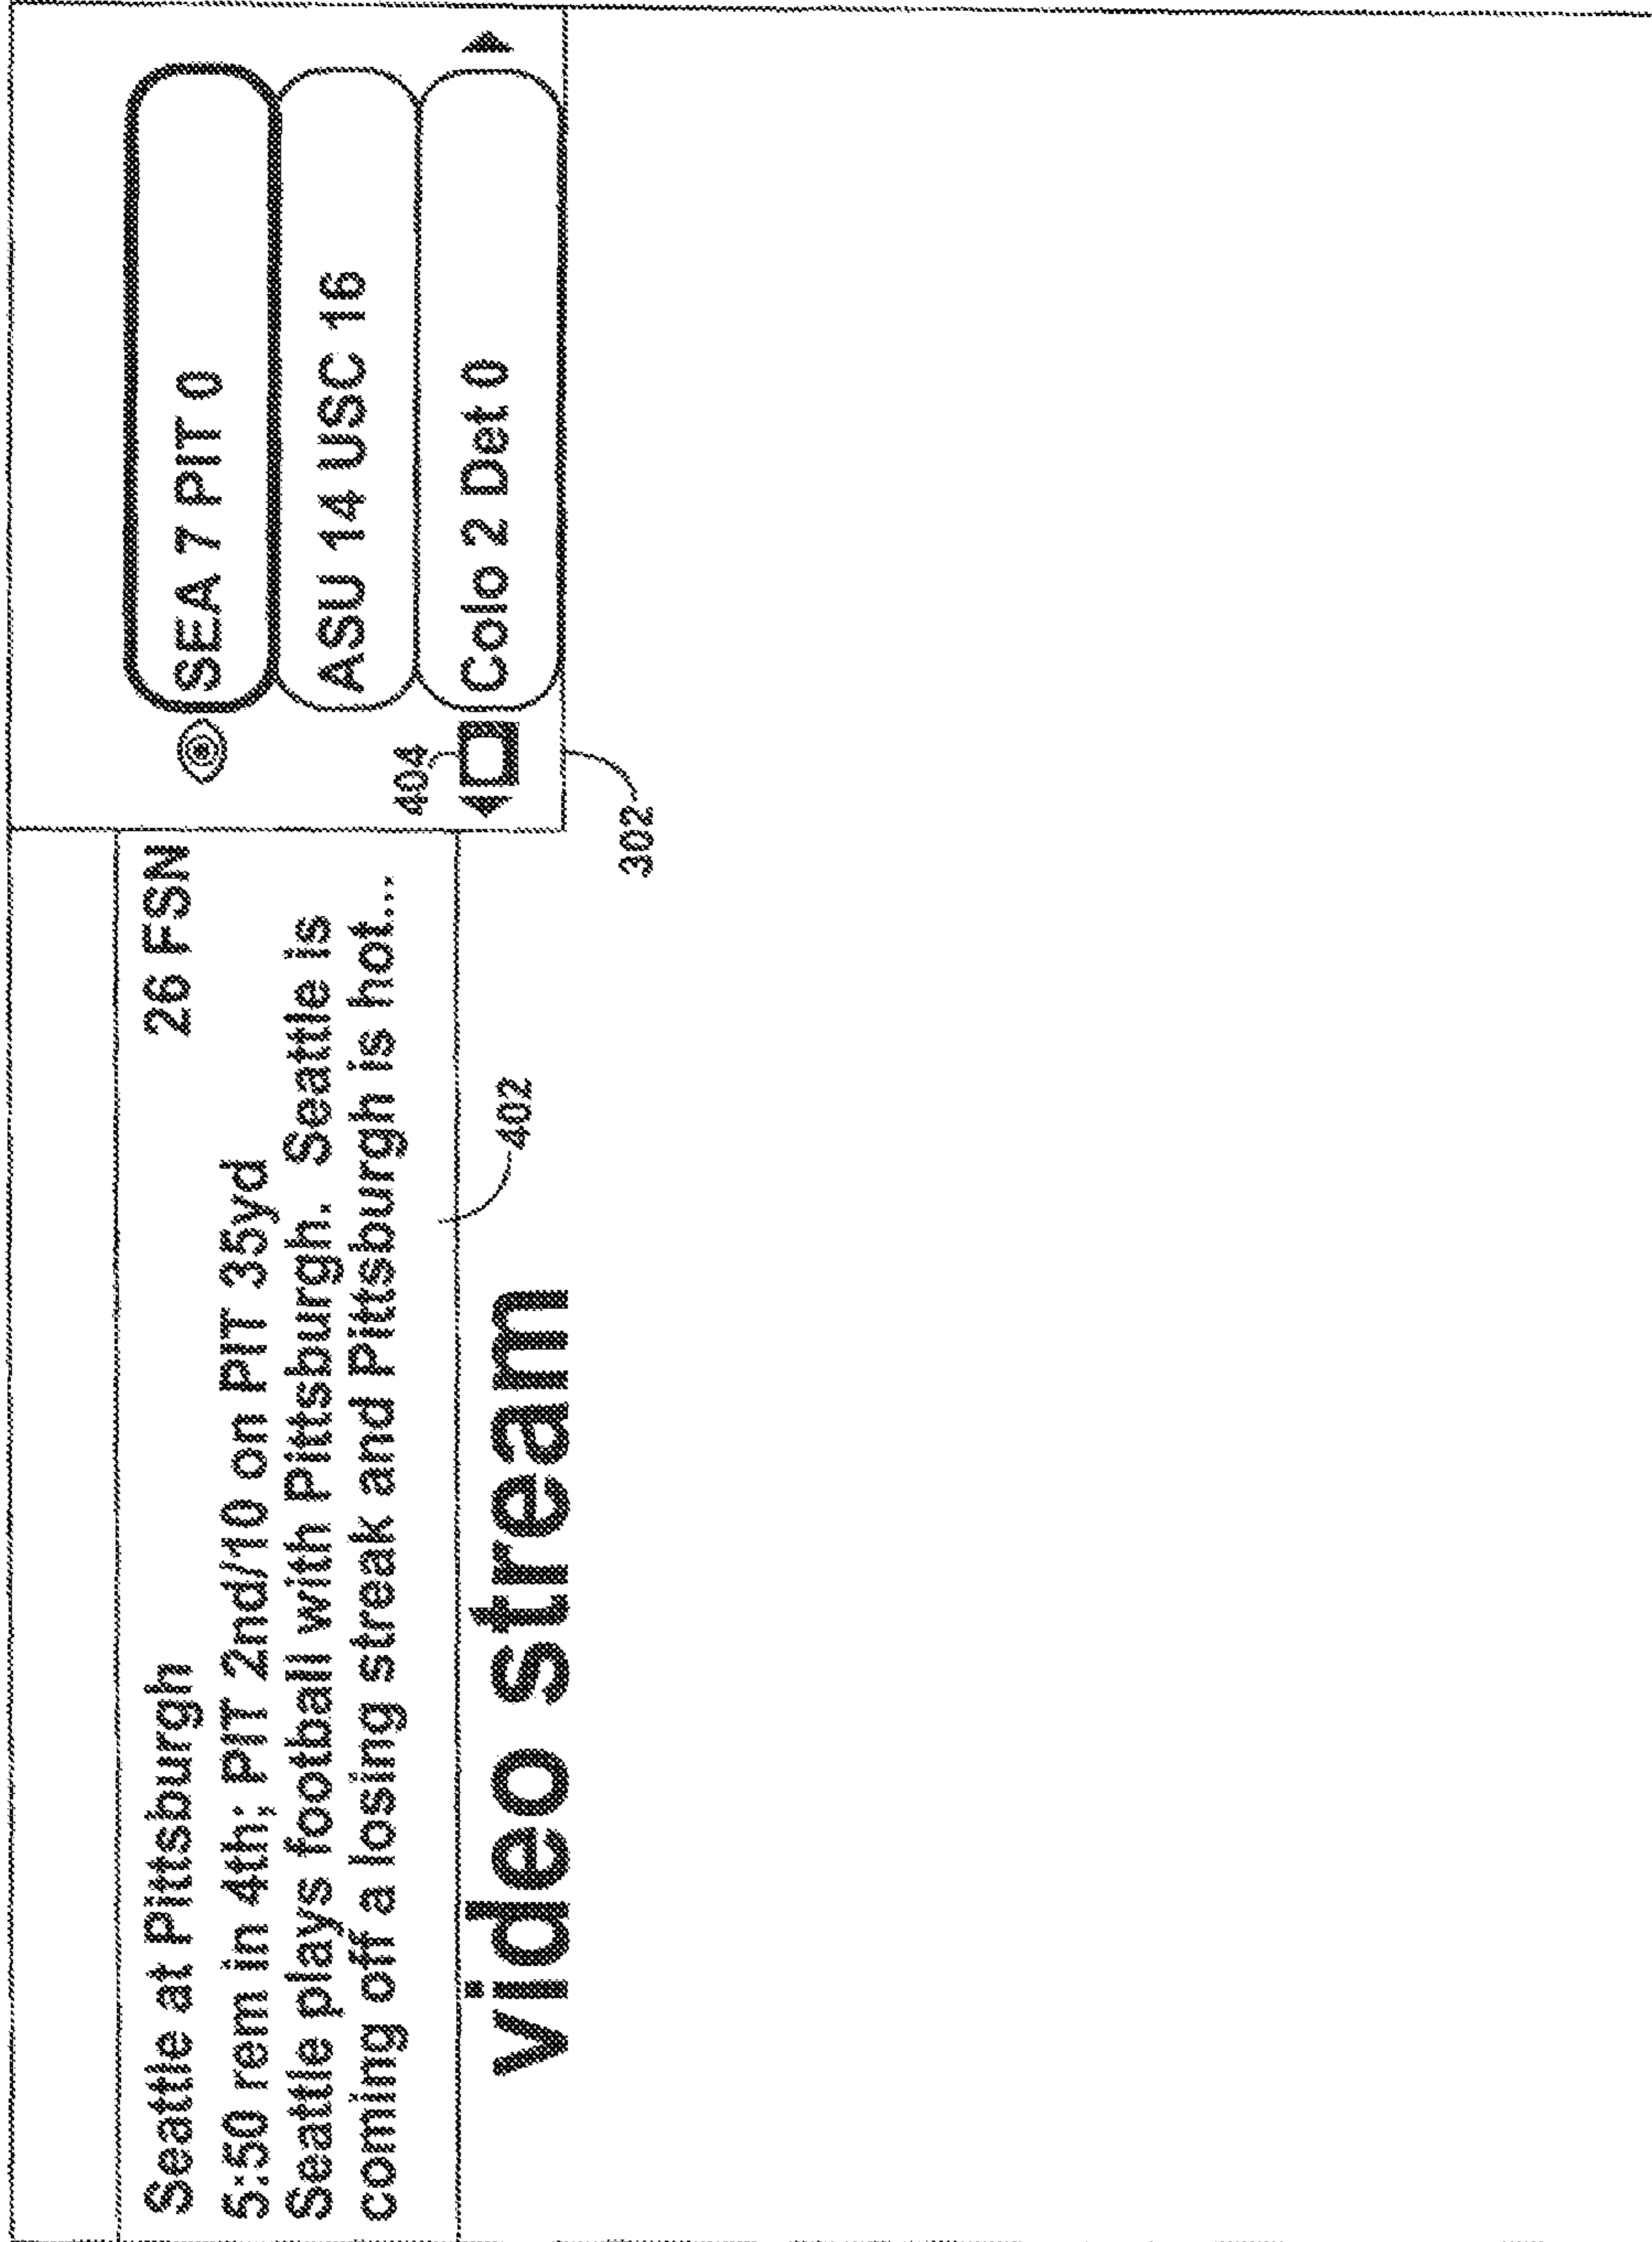 Seattle at Pittsburgh 26 FSN
5:50 rem in 4th; PIT 2nd/10 on PIT 35yd
Seattle plays football with Pittsburgh. Seattle is
coming off a losing streak and Pittsburgh is hot...
402
video stream
SEA 7 PIT 0
ASU 14 USC 16
404
Colo 2 Det 0
302